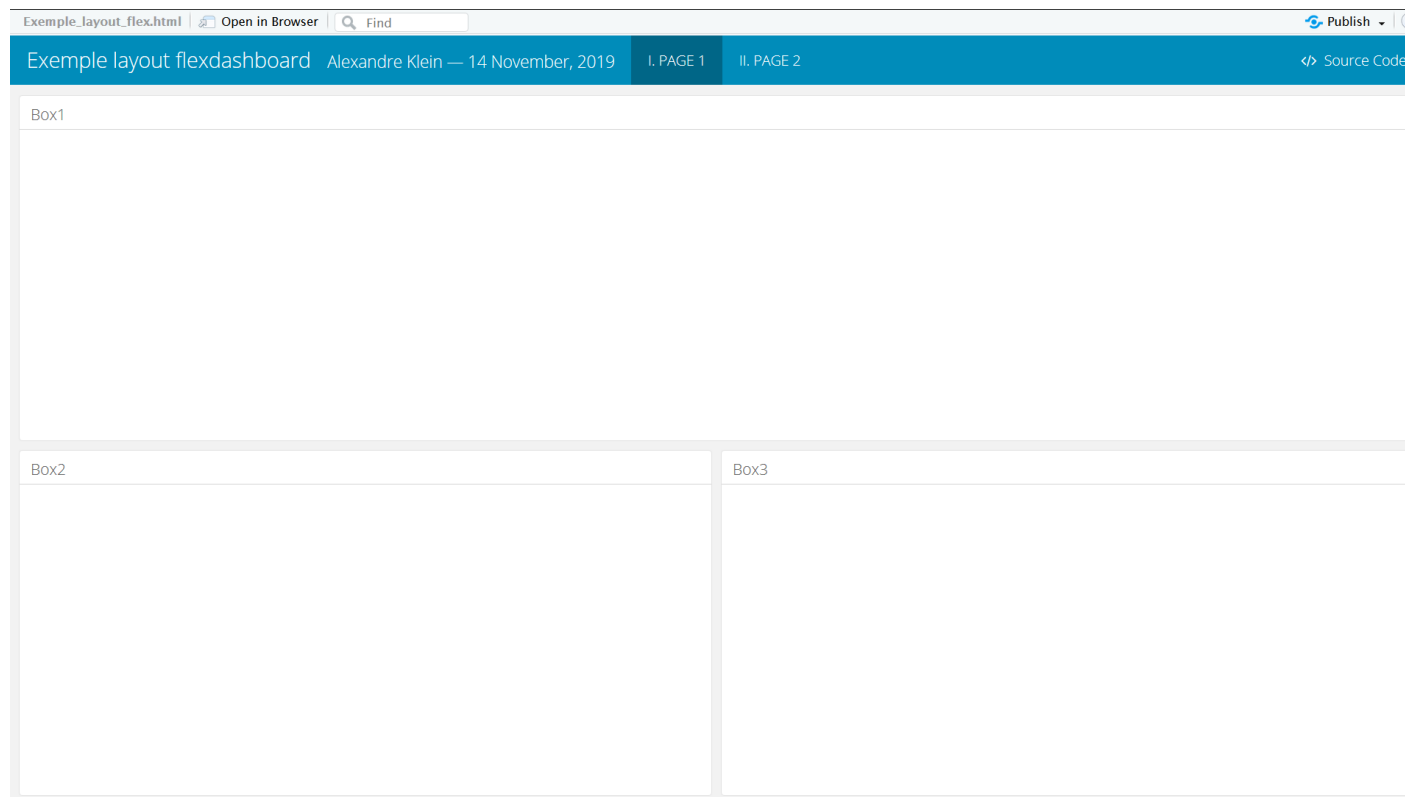 Exemple_layout_flex.html Open in Browser Find Publish
Exemple layout flexdashboard Alexandre Klein — 14 November, 2019 I. PAGE 1 II. PAGE 2 </> Source Code
Box1
Box2 Box3